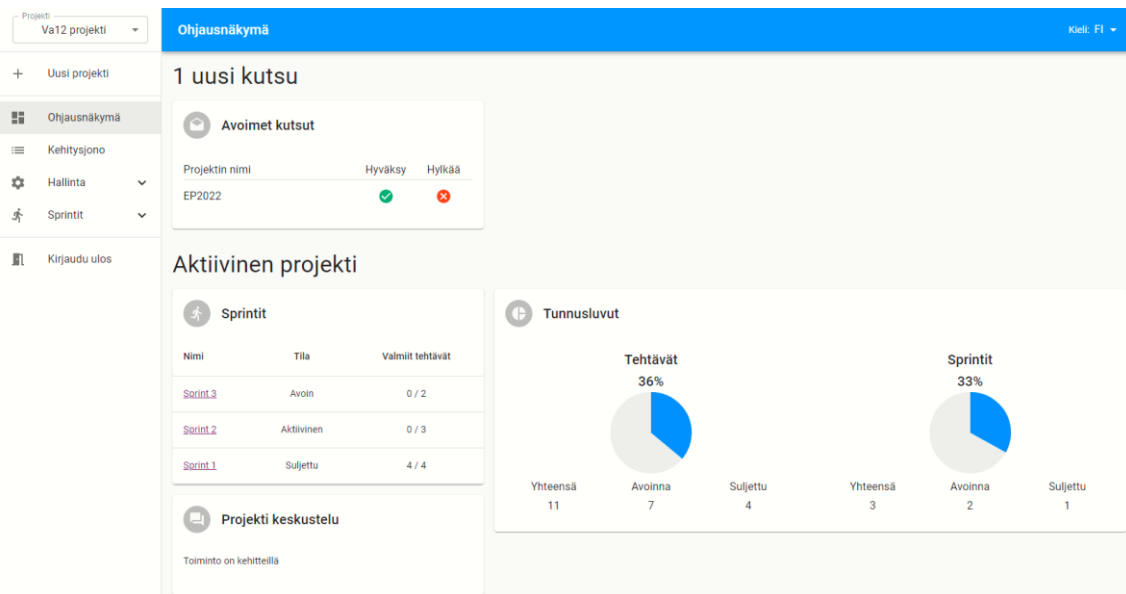 Projekti
Va12 projekti
Uusi projekti
Ohjausnäkymä
Kehitysjono
Hallinta
Sprintit
Kirjaudu ulos
Ohjausnäkymä
Kieli: FI
1 uusi kutsu
Avoimet kutsut
Projektin nimi Hyväksy Hylkää
EP2022
Aktiivinen projekti
Sprintit
Nimi Tila Valmiit tehtävät
Sprint 3 Avoin 0 / 2
Sprint 2 Aktiivinen 0 / 3
Sprint 1 Suljettu 4 / 4
Projekti keskustelu
Toiminto on kehitteillä
Tunnusluvut
Tehtävät
36%
Yhteensä Avoinna Suljettu
11 7 4
Sprintit
33%
Yhteensä Avoinna Suljettu
3 2 1